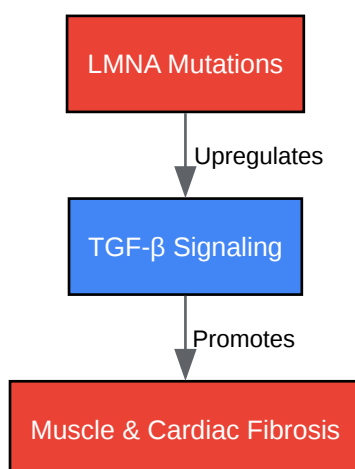 LMNA Mutations
Upregulates
TGF-β Signaling
Promotes
Muscle & Cardiac Fibrosis